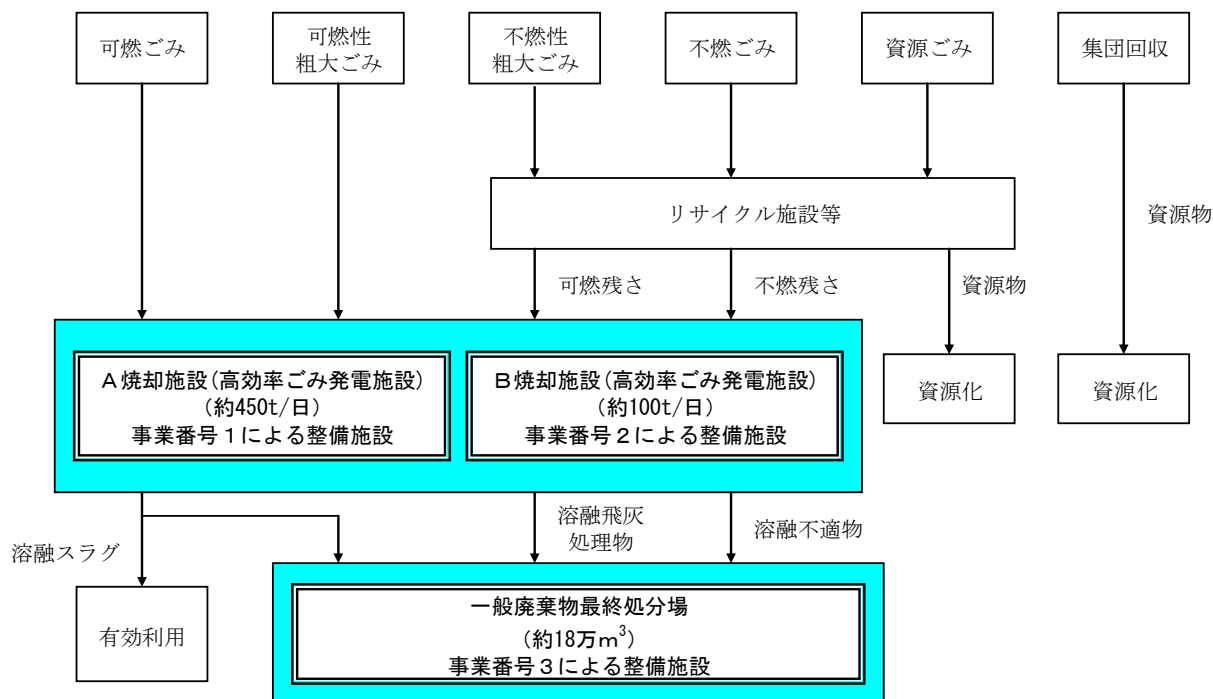 可燃ごみ
可燃性
粗大ごみ
不燃性
粗大ごみ
不燃ごみ
資源ごみ
集団回収
リサイクル施設等
資源物
可燃残さ
不燃残さ
資源物
A焼却施設(高効率ごみ発電施設)
(約450t/日)
事業番号1による整備施設
B焼却施設(高効率ごみ発電施設)
(約100t/日)
事業番号2による整備施設
資源化
資源化
溶融スラグ
溶融飛灰
処理物
溶融不適物
有効利用
一般廃棄物最終処分場
(約18万m³)
事業番号3による整備施設